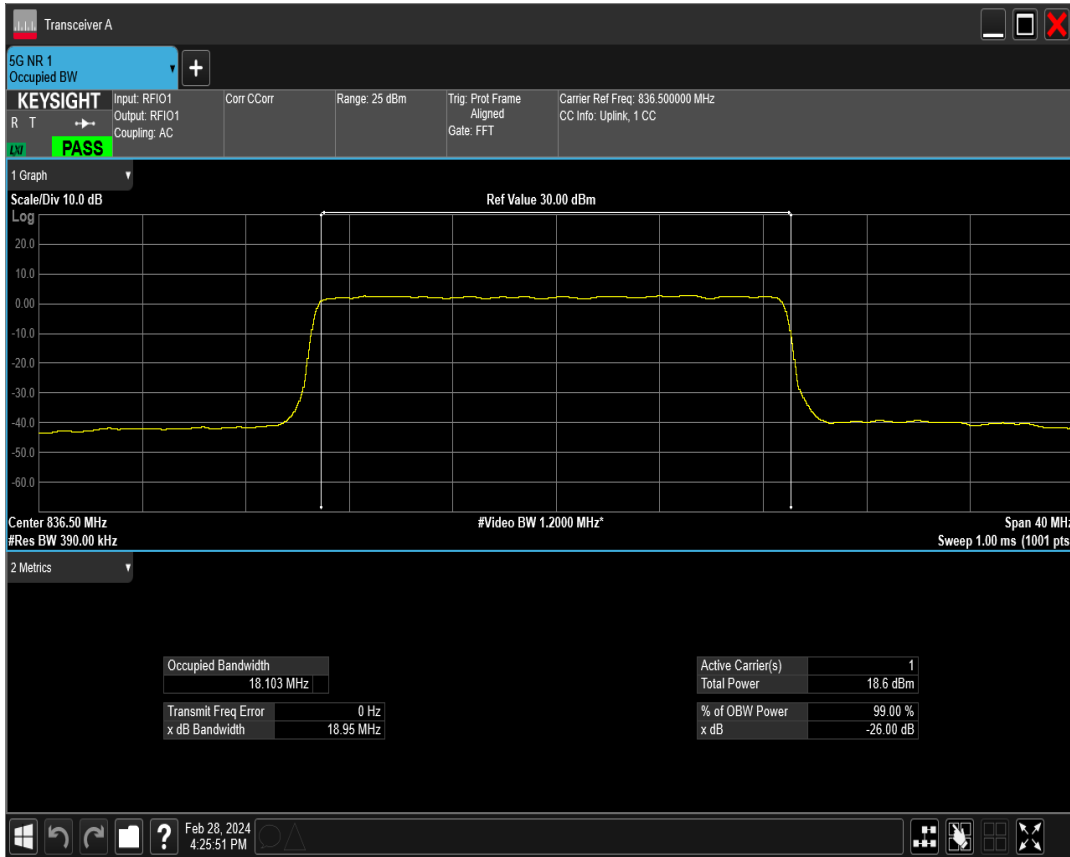 Transceiver A
5G NR 1
Occupied BW
+
KEYSIGHT
R T
LXI
PASS
Input: RFIO1
Output: RFIO1
Coupling: AC
Corr CCorr
Range: 25 dBm
Trig: Prot Frame
Aligned
Gate: FFT
Carrier Ref Freq: 836.500000 MHz
CC Info: Uplink, 1 CC
1 Graph
Scale/Div 10.0 dB
Ref Value 30.00 dBm
Log
20.0
10.0
0.00
-10.0
-20.0
-30.0
-40.0
-50.0
-60.0
Center 836.50 MHz
#Video BW 1.2000 MHz*
Span 40 MHz
#Res BW 390.00 kHz
Sweep 1.00 ms (1001 pts
2 Metrics
Occupied Bandwidth
18.103 MHz
Transmit Freq Error 0 Hz
x dB Bandwidth 18.95 MHz
Active Carrier(s) 1
Total Power 18.6 dBm
% of OBW Power 99.00 %
x dB -26.00 dB
?
Feb 28, 2024
4:25:51 PM